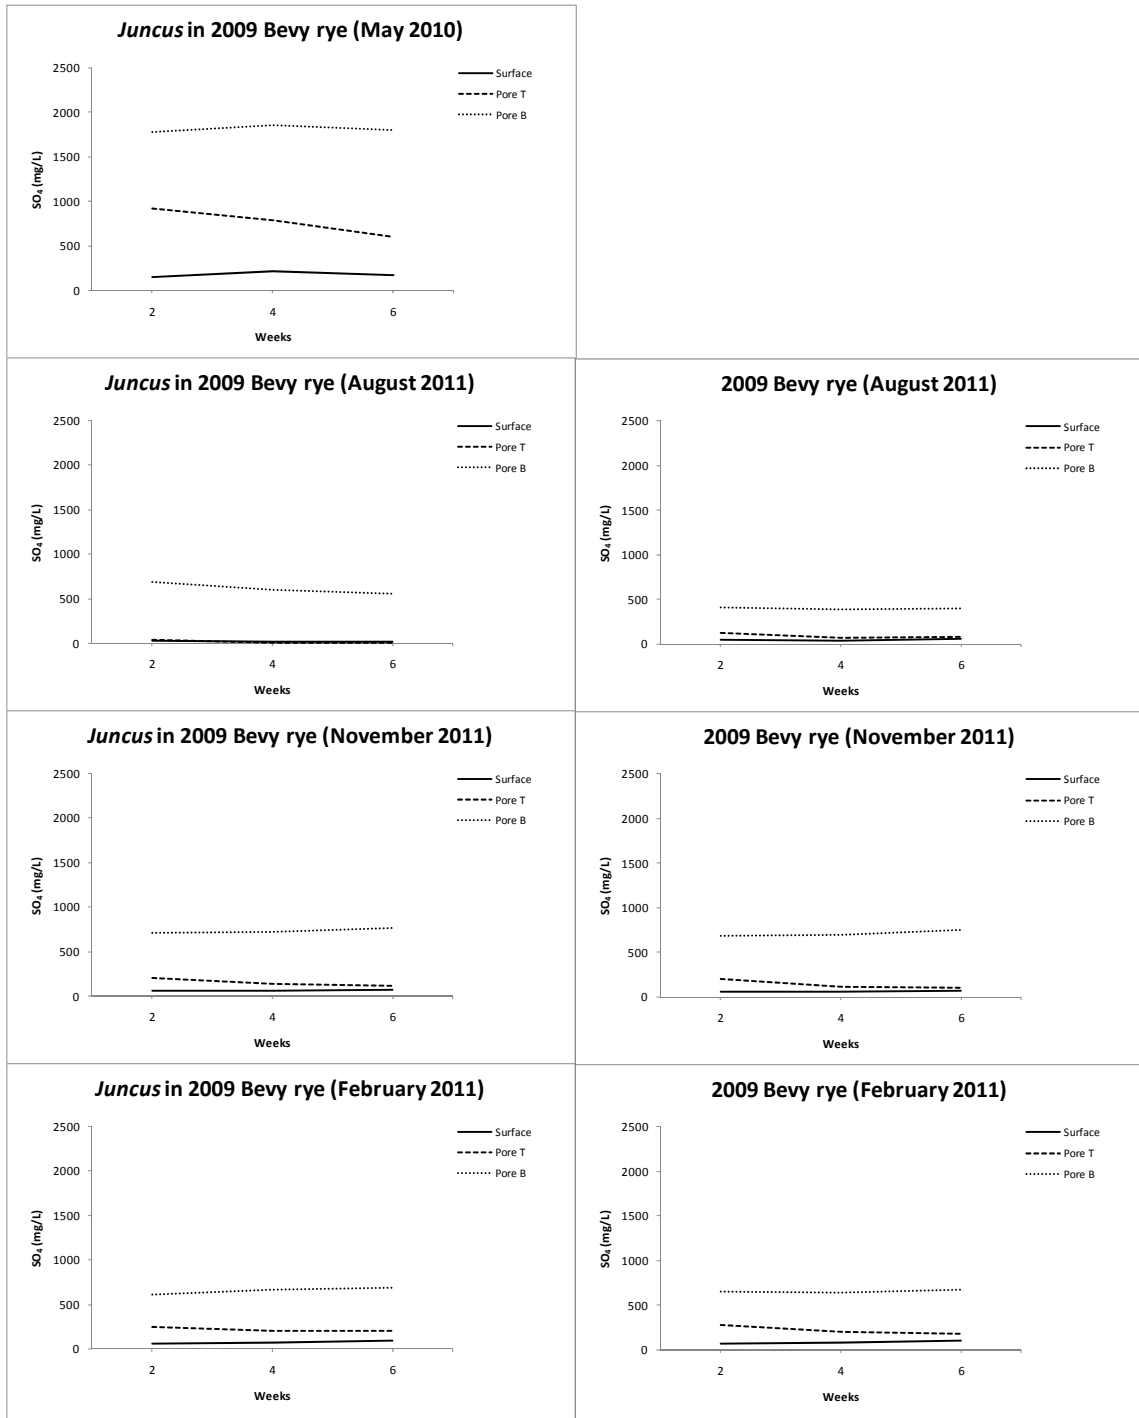 Juncus in 2009 Bevy rye (May 2010)
2500
2000
1500
1000
500
0
SO4 (mg/L)
2 4 6
Weeks
Surface
Pore T
Pore B
Juncus in 2009 Bevy rye (August 2011)
2500
2000
1500
1000
500
0
SO4 (mg/L)
2 4 6
Weeks
Surface
Pore T
Pore B
2009 Bevy rye (August 2011)
2500
2000
1500
1000
500
0
SO4 (mg/L)
2 4 6
Weeks
Surface
Pore T
Pore B
Juncus in 2009 Bevy rye (November 2011)
2500
2000
1500
1000
500
0
SO4 (mg/L)
2 4 6
Weeks
Surface
Pore T
Pore B
2009 Bevy rye (November 2011)
2500
2000
1500
1000
500
0
SO4 (mg/L)
2 4 6
Weeks
Surface
Pore T
Pore B
Juncus in 2009 Bevy rye (February 2011)
2500
2000
1500
1000
500
0
SO4 (mg/L)
2 4 6
Weeks
Surface
Pore T
Pore B
2009 Bevy rye (February 2011)
2500
2000
1500
1000
500
0
SO4 (mg/L)
2 4 6
Weeks
Surface
Pore T
Pore B